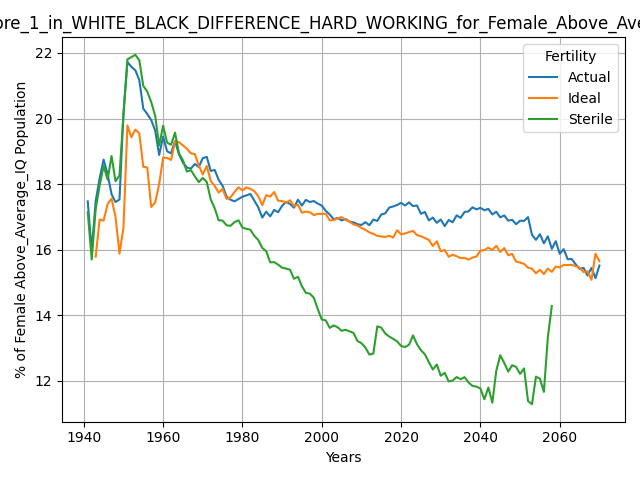 ore_1_in_WHITE_BLACK_DIFFERENCE_HARD_WORKING_for_Female_Above_Ave
Fertility
Actual
Ideal
Sterile
% of Female Above_Average_IQ Population
22
20
18
16
14
12
1940
1960
1980
2000
2020
2040
2060
Years